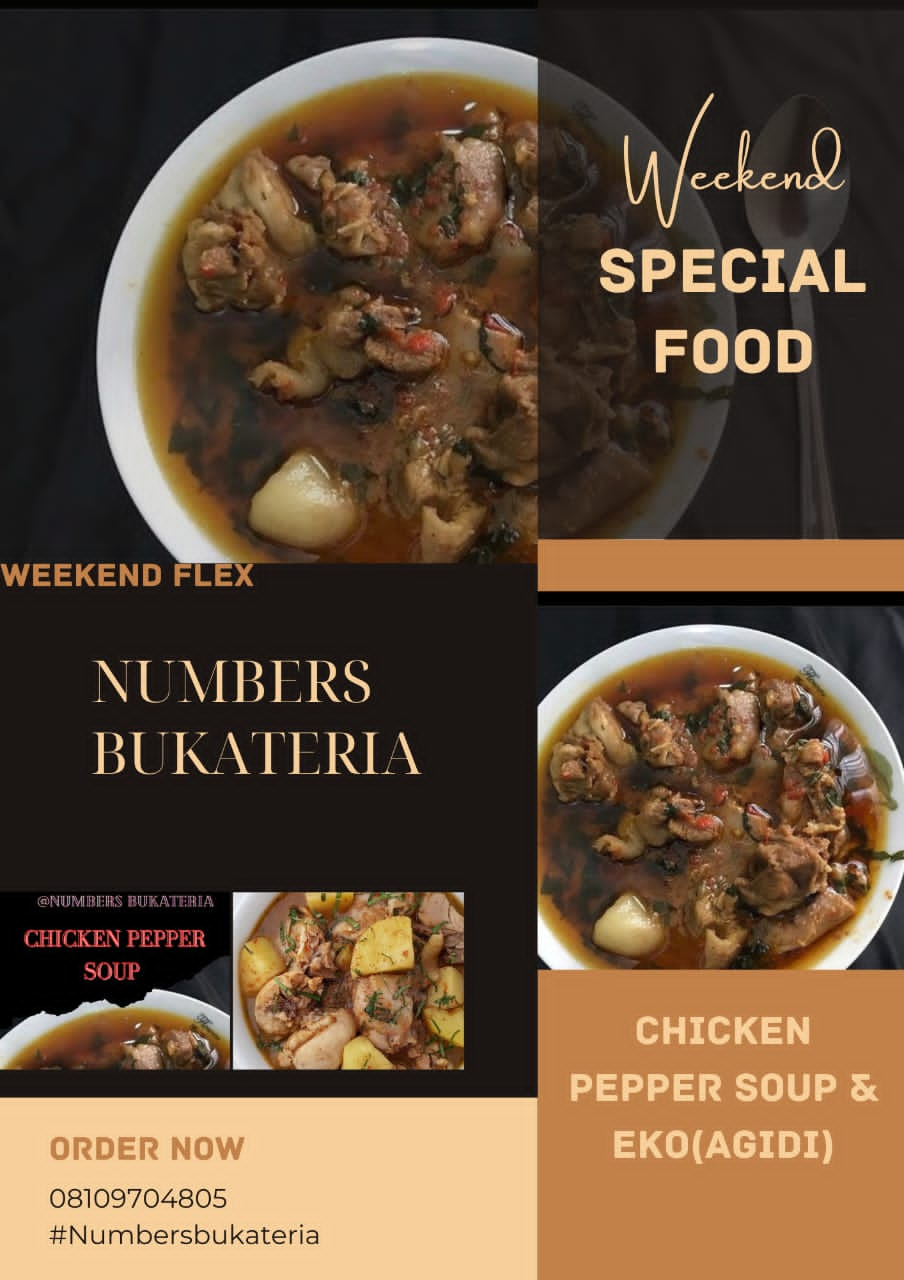 Weekend
SPECIAL
FOOD
WEEKEND FLEX
NUMBERS
BUKATERIA
@NUMBERS BUKATERIA
CHICKEN PEPPER
SOUP
CHICKEN
PEPPER SOUP &
EKO(AGIDI)
ORDER NOW
08109704805
#Numbersbukateria